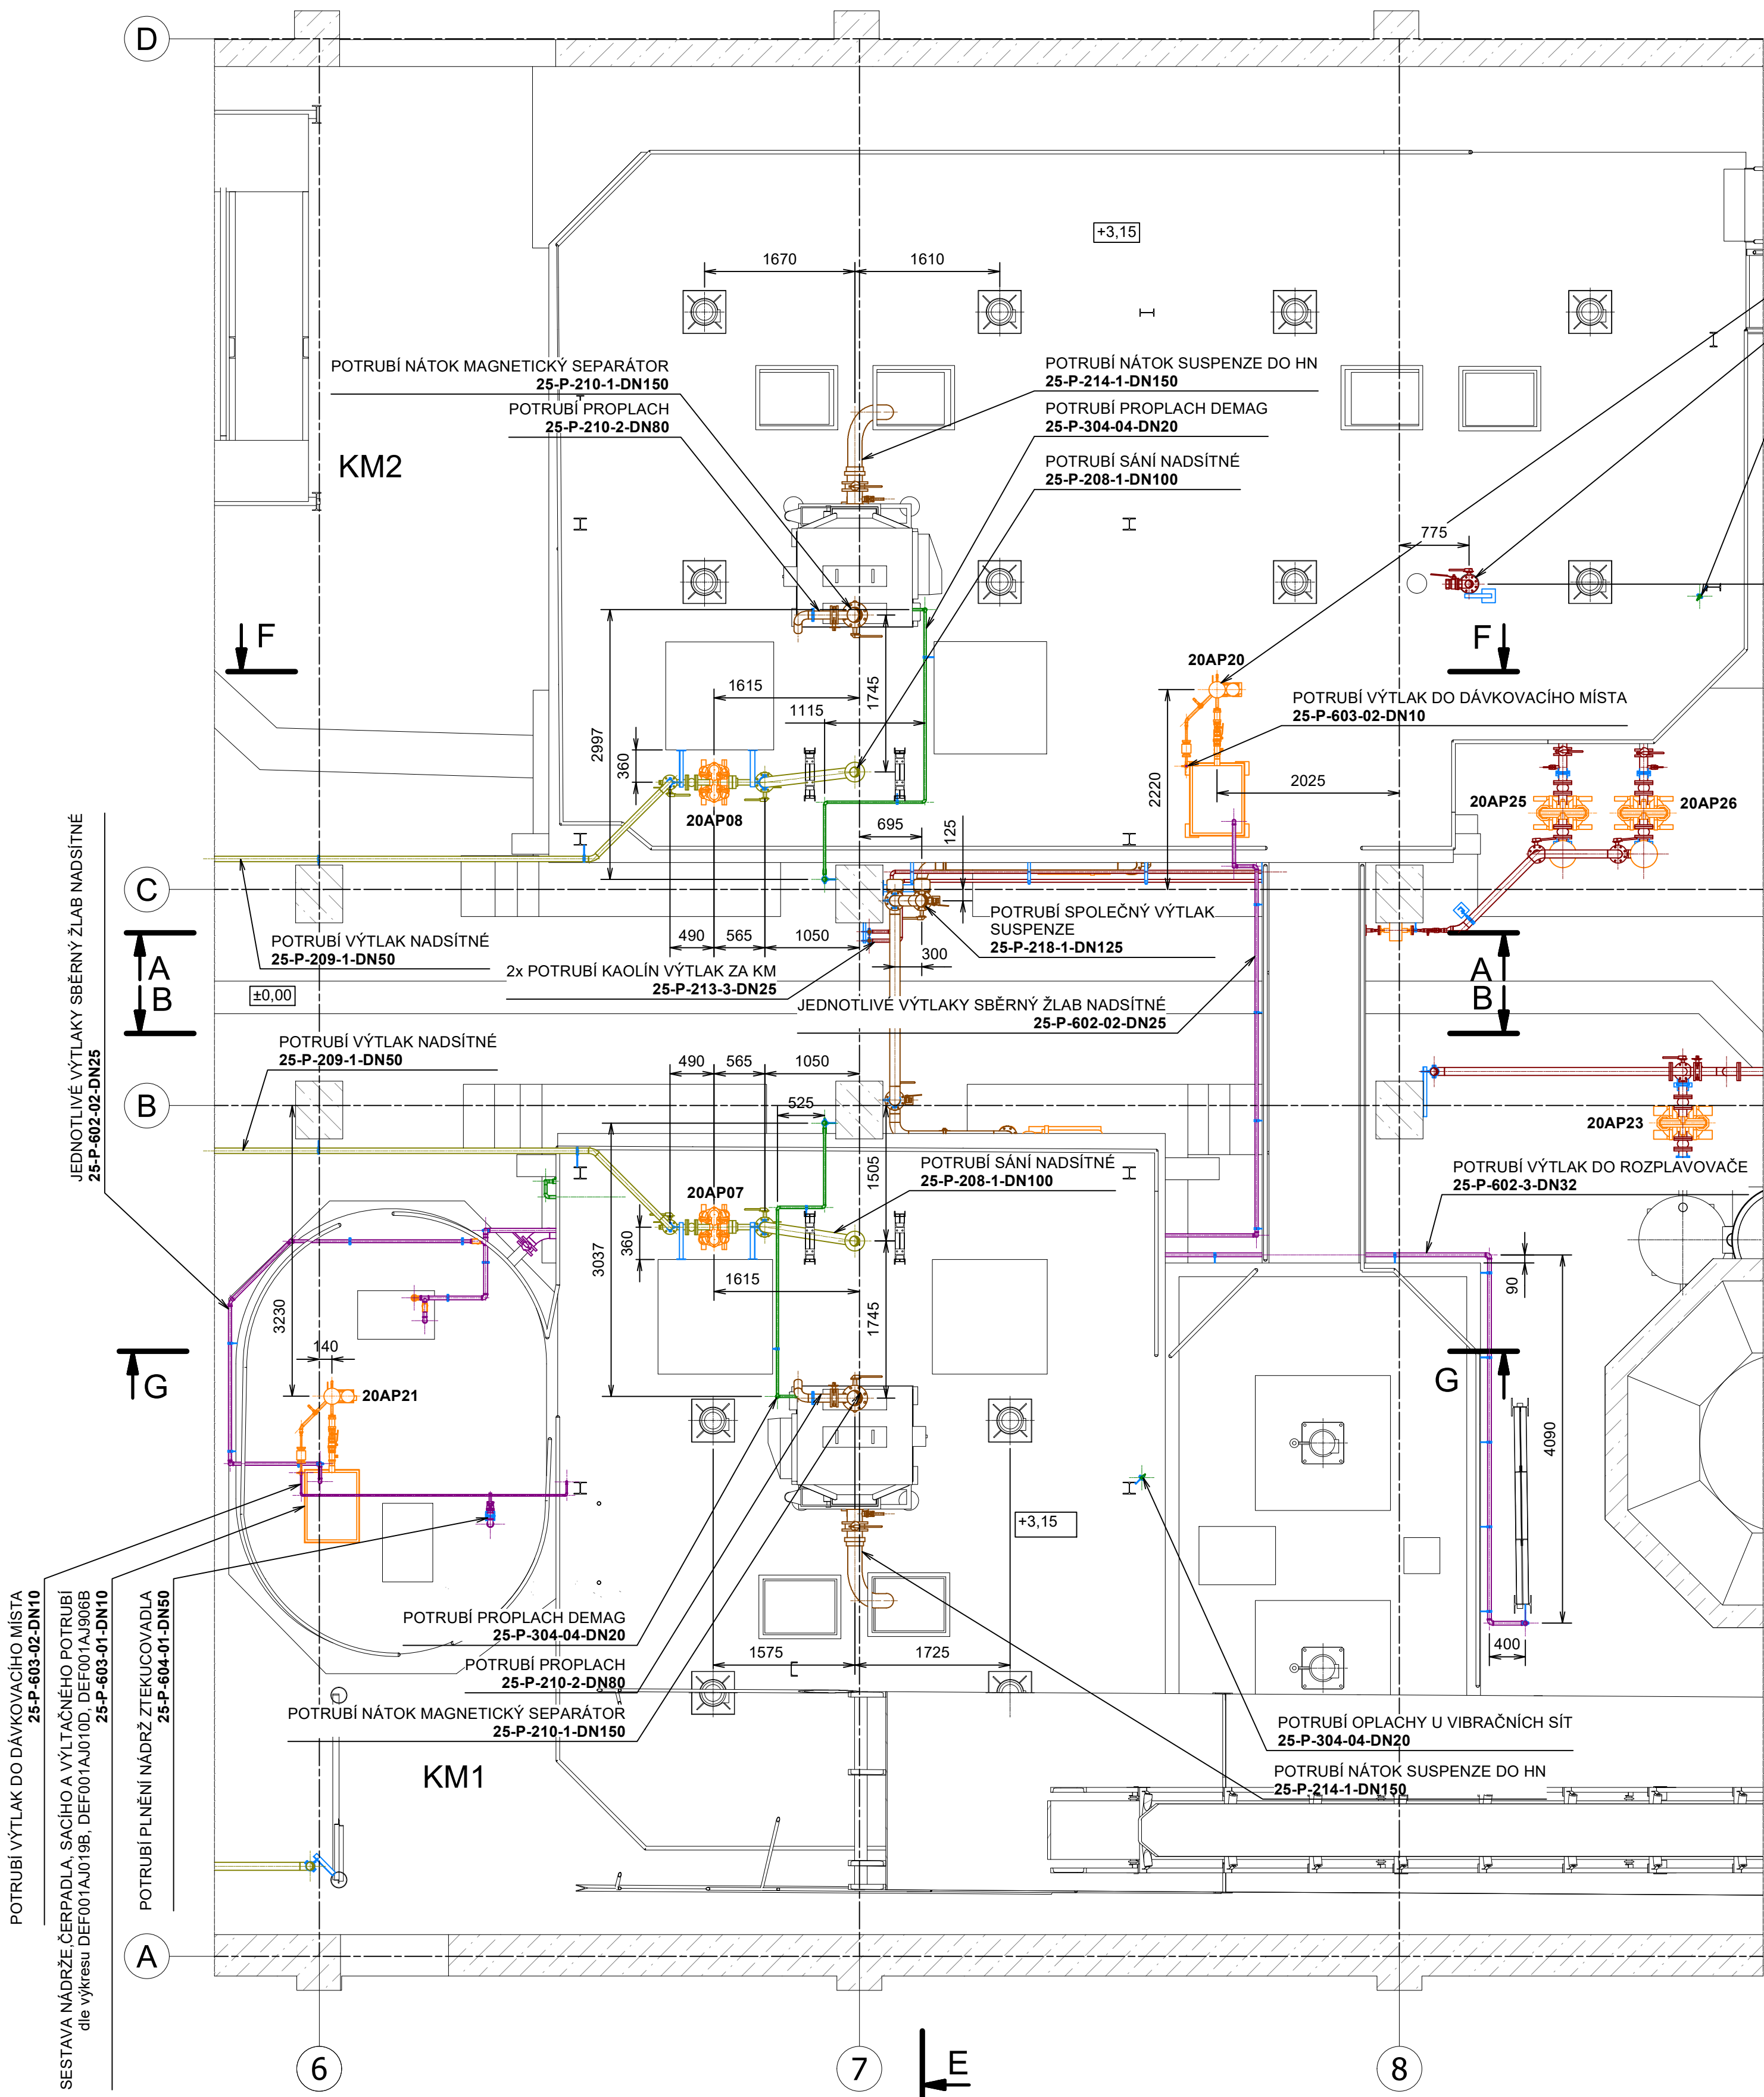 D
+3,15
1670
1610
POTRUBÍ NÁTOK MAGNETICKÝ SEPARÁTOR
25-P-210-1-DN150
POTRUBÍ PROPLACH
25-P-210-2-DN80
POTRUBÍ NÁTOK SUSPENZE DO HN
25-P-214-1-DN150
POTRUBÍ PROPLACH DEMAG
25-P-304-04-DN20
POTRUBÍ SÁNÍ NADSÍTNÉ
25-P-208-1-DN100
KM2
775
F
F
20AP20
POTRUBÍ VÝTLAK DO DÁVKOVACÍHO MÍSTA
25-P-603-02-DN10
1615
1745
1115
2997
360
2220
2025
20AP08
20AP25
20AP26
695
125
C
POTRUBÍ VÝTLAK NADSÍTNÉ
25-P-209-1-DN50
490
565
1050
POTRUBÍ SPOLEČNÝ VÝTLAK
SUSPENZE
25-P-218-1-DN125
300
2x POTRUBÍ KAOLÍN VÝTLAK ZA KM
25-P-213-3-DN25
A
B
A
B
±0,00
JEDNOTLIVÉ VÝTLAKY SBĚRNÝ ŽLAB NADSÍTNÉ
25-P-602-02-DN25
JEDNOTLIVÉ VÝTLAKY SBĚRNÝ ŽLAB NADSÍTNÉ
25-P-602-02-DN25
POTRUBÍ VÝTLAK NADSÍTNÉ
25-P-209-1-DN50
490
565
1050
B
525
20AP23
1505
POTRUBÍ SÁNÍ NADSÍTNÉ
25-P-208-1-DN100
POTRUBÍ VÝTLAK DO ROZPLAVOVAČE
25-P-602-3-DN32
20AP07
360
3037
1615
1745
3230
90
140
G
G
20AP21
4090
+3,15
POTRUBÍ VÝTLAK DO DÁVKOVACÍHO MÍSTA
25-P-603-02-DN10
SESTAVA NÁDRŽE,ČERPADLA, SACÍHO A VÝLTAČNÉHO POTRUBÍ
dle výkresu DEF001AJ019B, DEF001AJ010D, DEF001AJ906B
25-P-603-01-DN10
POTRUBÍ PLNĚNÍ NÁDRŽ ZTEKUCOVADLA
25-P-604-01-DN50
POTRUBÍ PROPLACH DEMAG
25-P-304-04-DN20
1575
1725
400
POTRUBÍ PROPLACH
25-P-210-2-DN80
POTRUBÍ NÁTOK MAGNETICKÝ SEPARÁTOR
25-P-210-1-DN150
POTRUBÍ OPLACHY U VIBRAČNÍCH SÍT
25-P-304-04-DN20
POTRUBÍ NÁTOK SUSPENZE DO HN
25-P-214-1-DN150
KM1
A
6
7
8
E